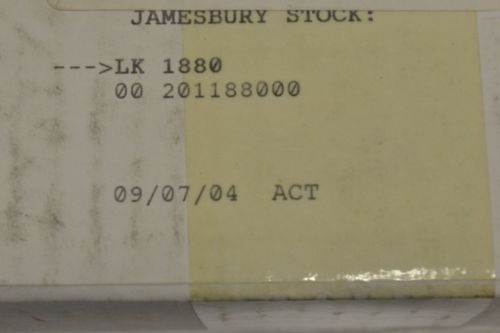 JAMESBURY STOCK:
--->LK 1880
00 201188000
09/07/04 ACT